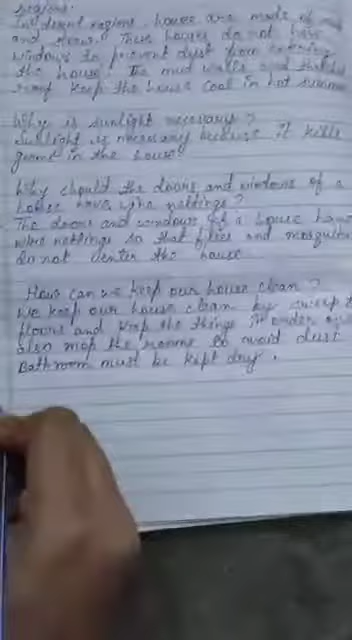 regions.
In desert regions, houses are made of mud
and straw. These houses do not have
windows to prevent dust from entering
the house. The mud walls and thatched
roof keep the house cool in hot summer
Why is sunlight necessary?
Sunlight is necessary because it kills
germs in the house.
Why should the doors and windows of a
house have wire nettings?
The doors and windows of a house have
wire nettings so that flies and mosquito
do not enter the house
How can we keep our house clean?
We keep our house clean by sweep
floors and keep the things in order
also mop the rooms to avoid dust
Bathroom must be kept dry.